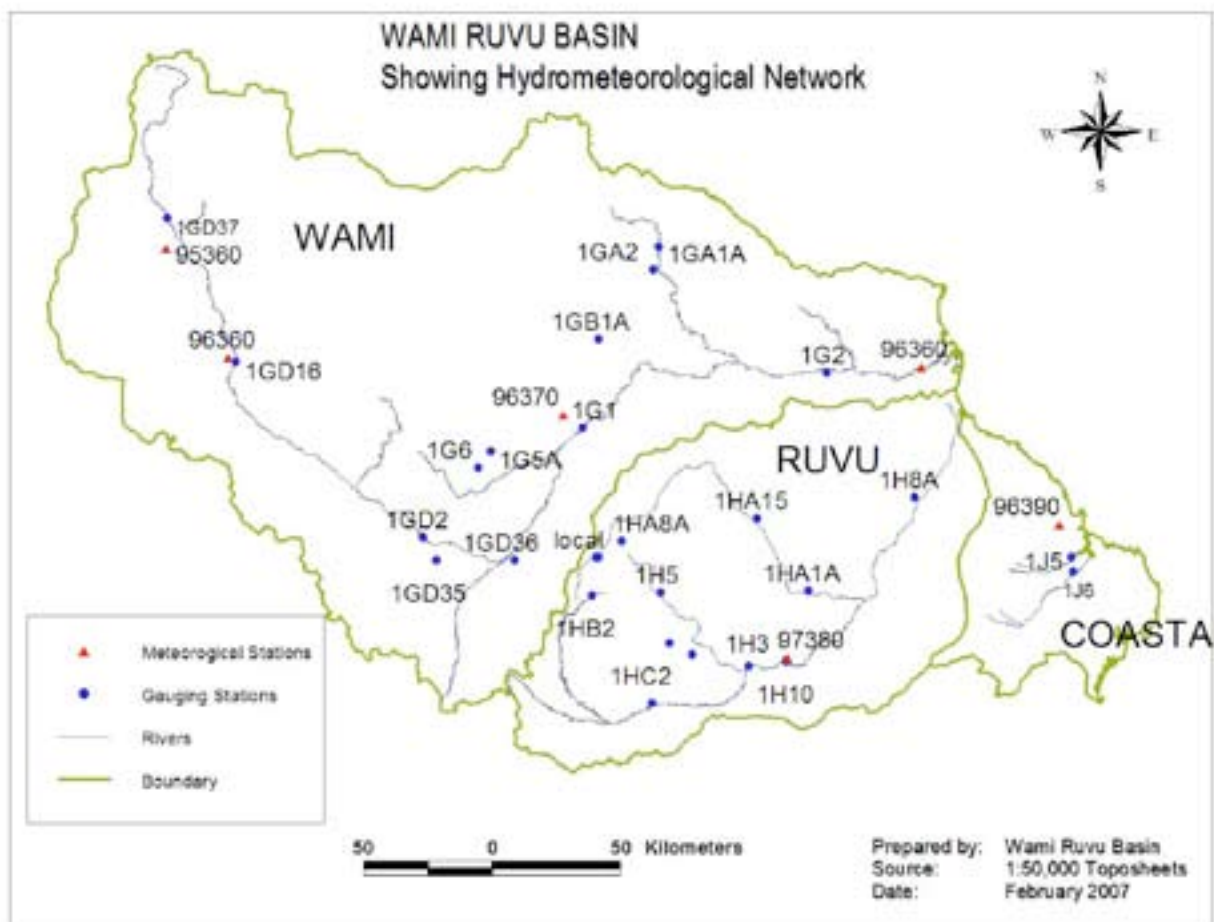 WAMI RUVU BASIN
Showing Hydrometeorological Network
N
W E
S
1GD37
95360
WAMI
1GA2
1GA1A
96360
1GD16
1GB1A
1G2
96360
96370
1G1
1G6
1G5A
RUVU
1H8A
1HA15
96390
1GD2
1GD36
local
1HA8A
1GD35
1H5
1HA1A
1J5
1J6
1HB2
COASTA
1H3
97380
1HC2
1H10
Meteorogical Stations
Gauging Stations
Rivers
Boundary
50 0 50 Kilometers
Prepared by: Wami Ruvu Basin
Source: 1:50,000 Toposheets
Date: February 2007